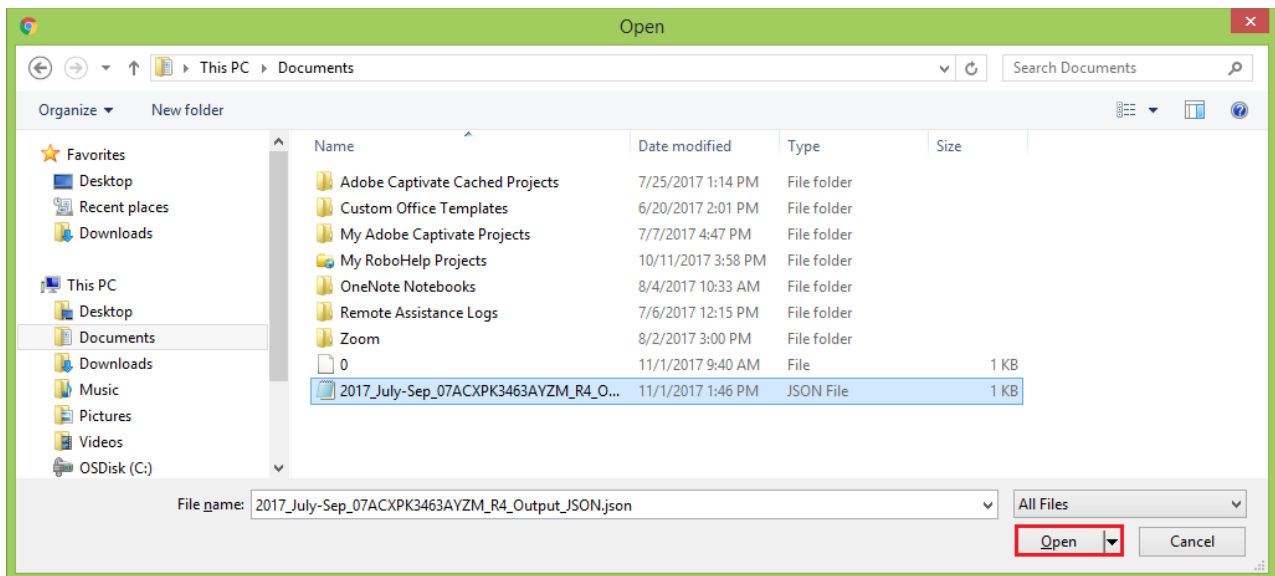 Open
This PC Documents
Search Documents
Organize New folder
Name Date modified Type Size
Favorites
Desktop
Recent places
Downloads
This PC
Desktop
Documents
Downloads
Music
Pictures
Videos
OSDisk (C:)
Adobe Captivate Cached Projects 7/25/2017 1:14 PM File folder
Custom Office Templates 6/20/2017 2:01 PM File folder
My Adobe Captivate Projects 7/7/2017 4:47 PM File folder
My RoboHelp Projects 10/11/2017 3:58 PM File folder
OneNote Notebooks 8/4/2017 10:33 AM File folder
Remote Assistance Logs 7/6/2017 12:15 PM File folder
Zoom 8/2/2017 3:00 PM File folder
0 11/1/2017 9:40 AM File 1 KB
2017_July-Sep_07ACXPK3463AYZM_R4_O... 11/1/2017 1:46 PM JSON File 1 KB
File name: 2017_July-Sep_07ACXPK3463AYZM_R4_Output_JSON.json All Files
Open Cancel